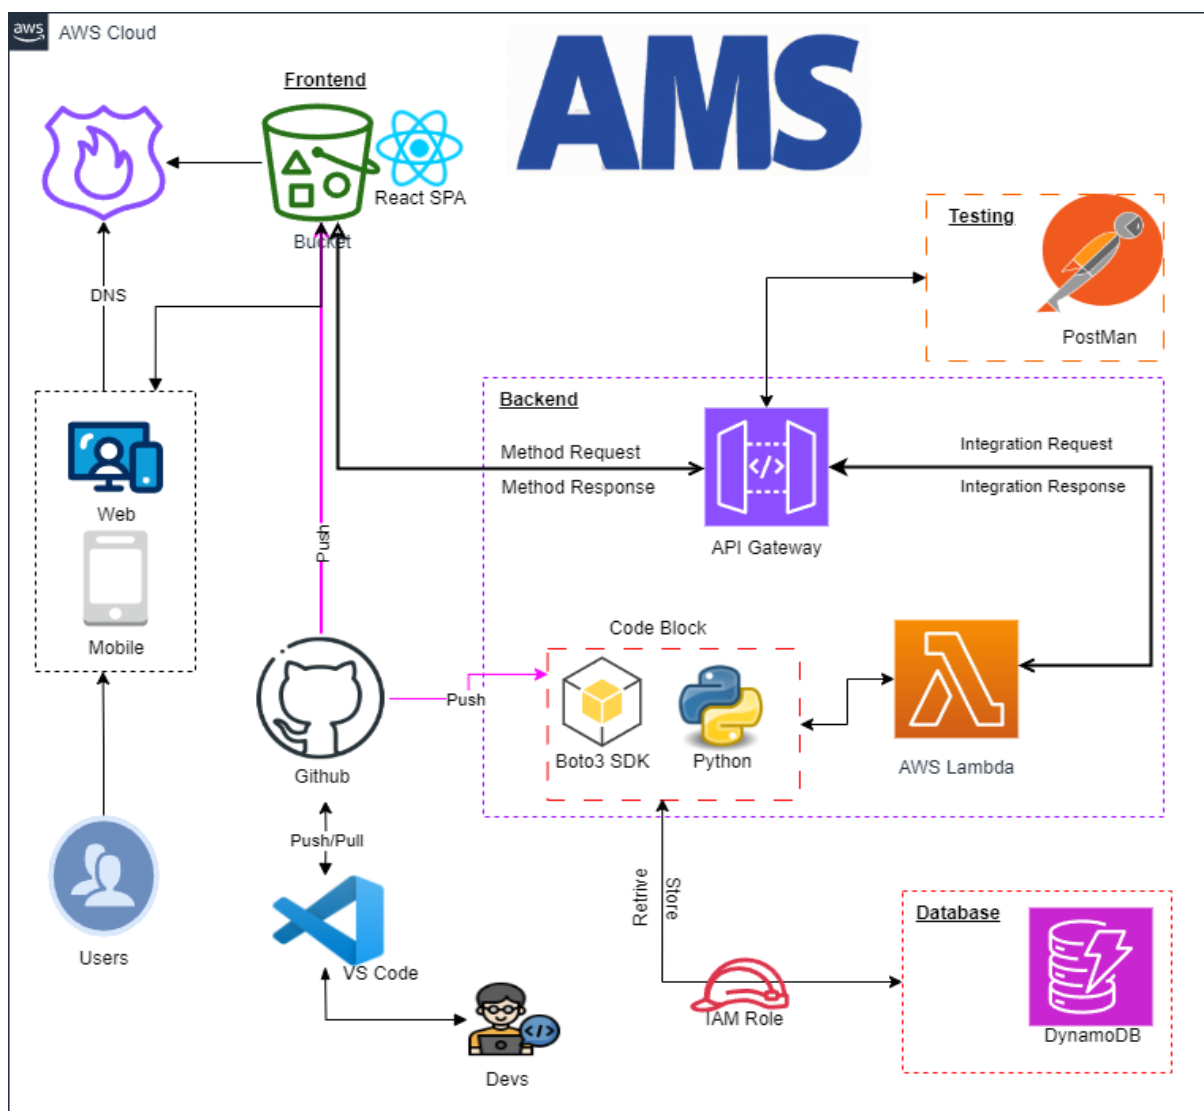 aws
AWS Cloud
AMS
Frontend
React SPA
Bucket
Testing
PostMan
DNS
Backend
Method Request
Method Response
</>
API Gateway
Integration Request
Integration Response
Web
Mobile
Push
Code Block
Github
Push
Boto3 SDK
Python
AWS Lambda
Push/Pull
Retrive
Store
Users
VS Code
Database
IAM Role
DynamoDB
</>
Devs